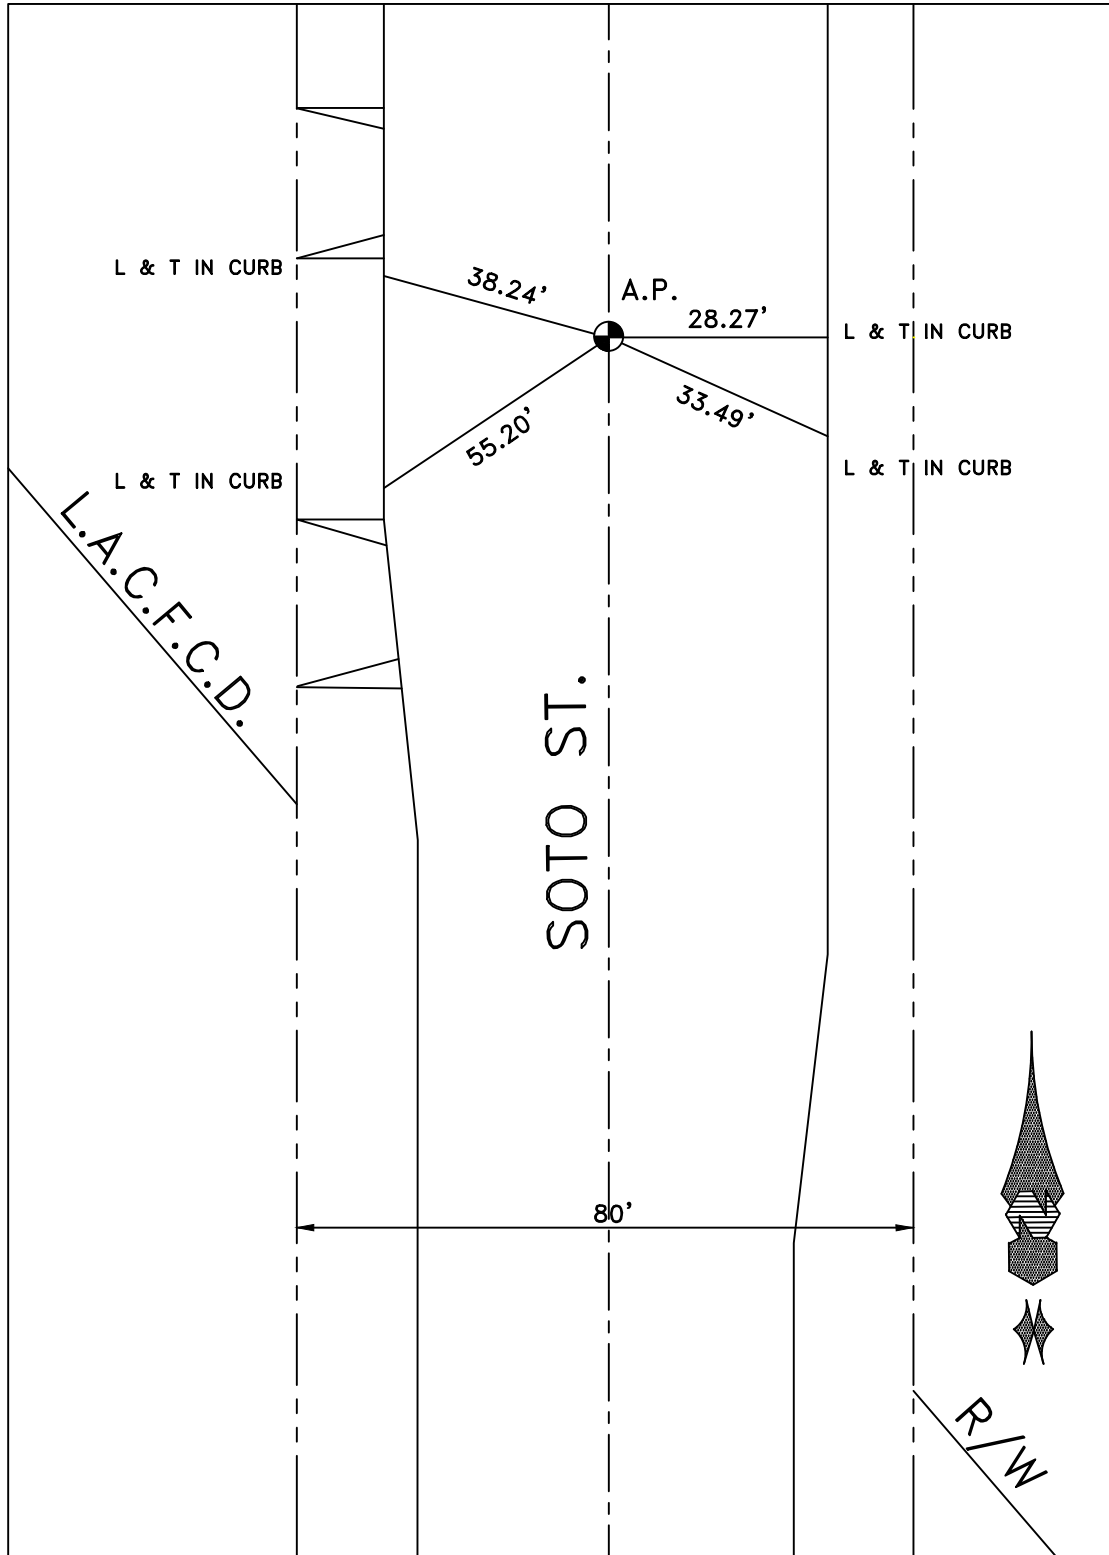 L & T IN CURB
38.24'
A.P.
28.27'
L & T IN CURB
33.49'
55.20'
L & T IN CURB
L & T IN CURB
L.A.C.F.C.D.
SOTO ST.
80'
R/W